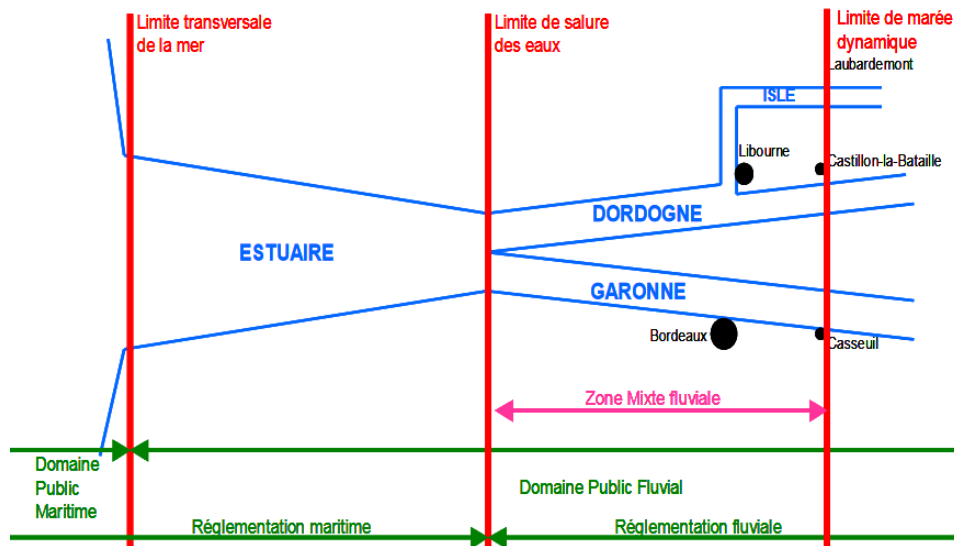 Limite transversale
de la mer
Limite de salure
des eaux
Limite de marée
dynamique
Laubardemont
ISLE
Libourne
Castillon-la-Bataille
DORDOGNE
ESTUAIRE
GARONNE
Bordeaux
Casseuil
Zone Mixte fluviale
Domaine
Public
Maritime
Domaine Public Fluvial
Réglementation maritime
Réglementation fluviale